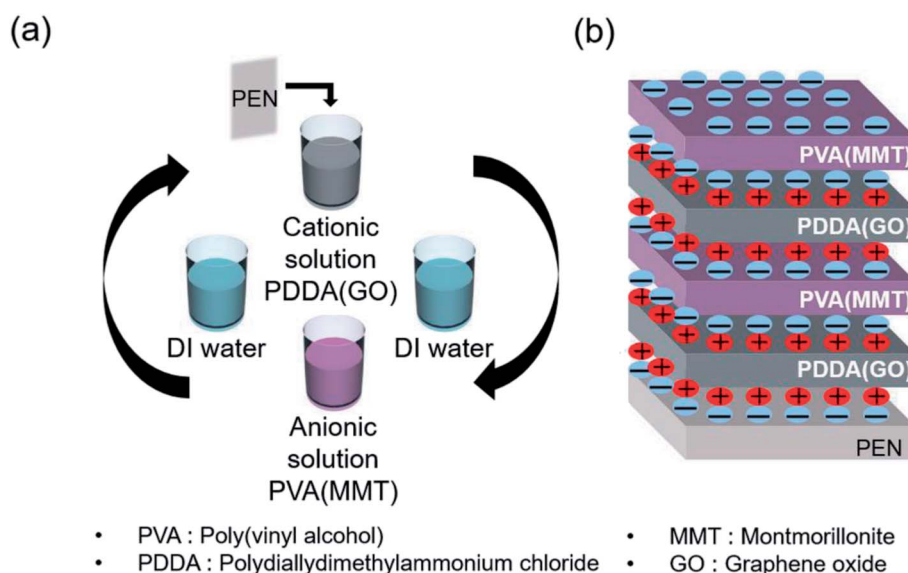 (a)
PEN
Cationic
solution
PDDA(GO)
DI water
DI water
Anionic
solution
PVA(MMT)
(b)
PVA(MMT)
PDDA(GO)
PVA(MMT)
PDDA(GO)
PEN
• PVA : Poly(vinyl alcohol)
• PDDA : Polydiallydimethylammonium chloride
• MMT : Montmorillonite
• GO : Graphene oxide